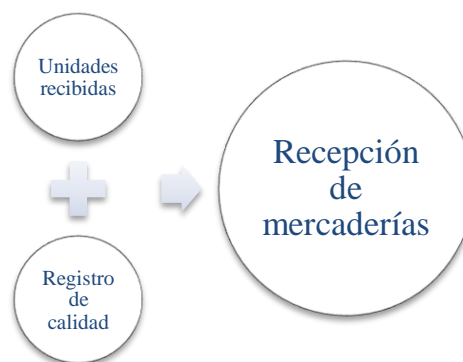 Unidades
recibidas
Registro
de
calidad
Recepción
de
mercaderías